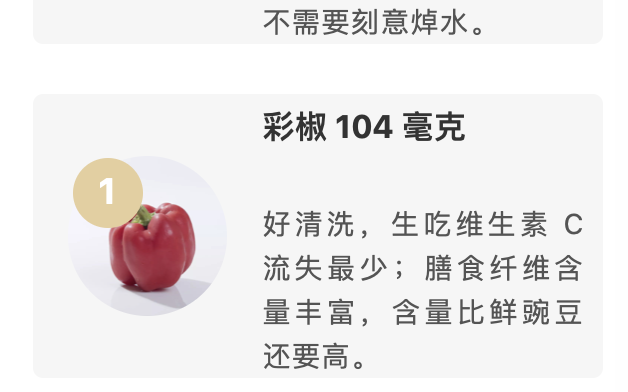 不需要刻意焯水。
彩椒 104 毫克
1
好清洗，生吃维生素 C
流失最少；膳食纤维含
量丰富，含量比鲜豌豆
还要高。